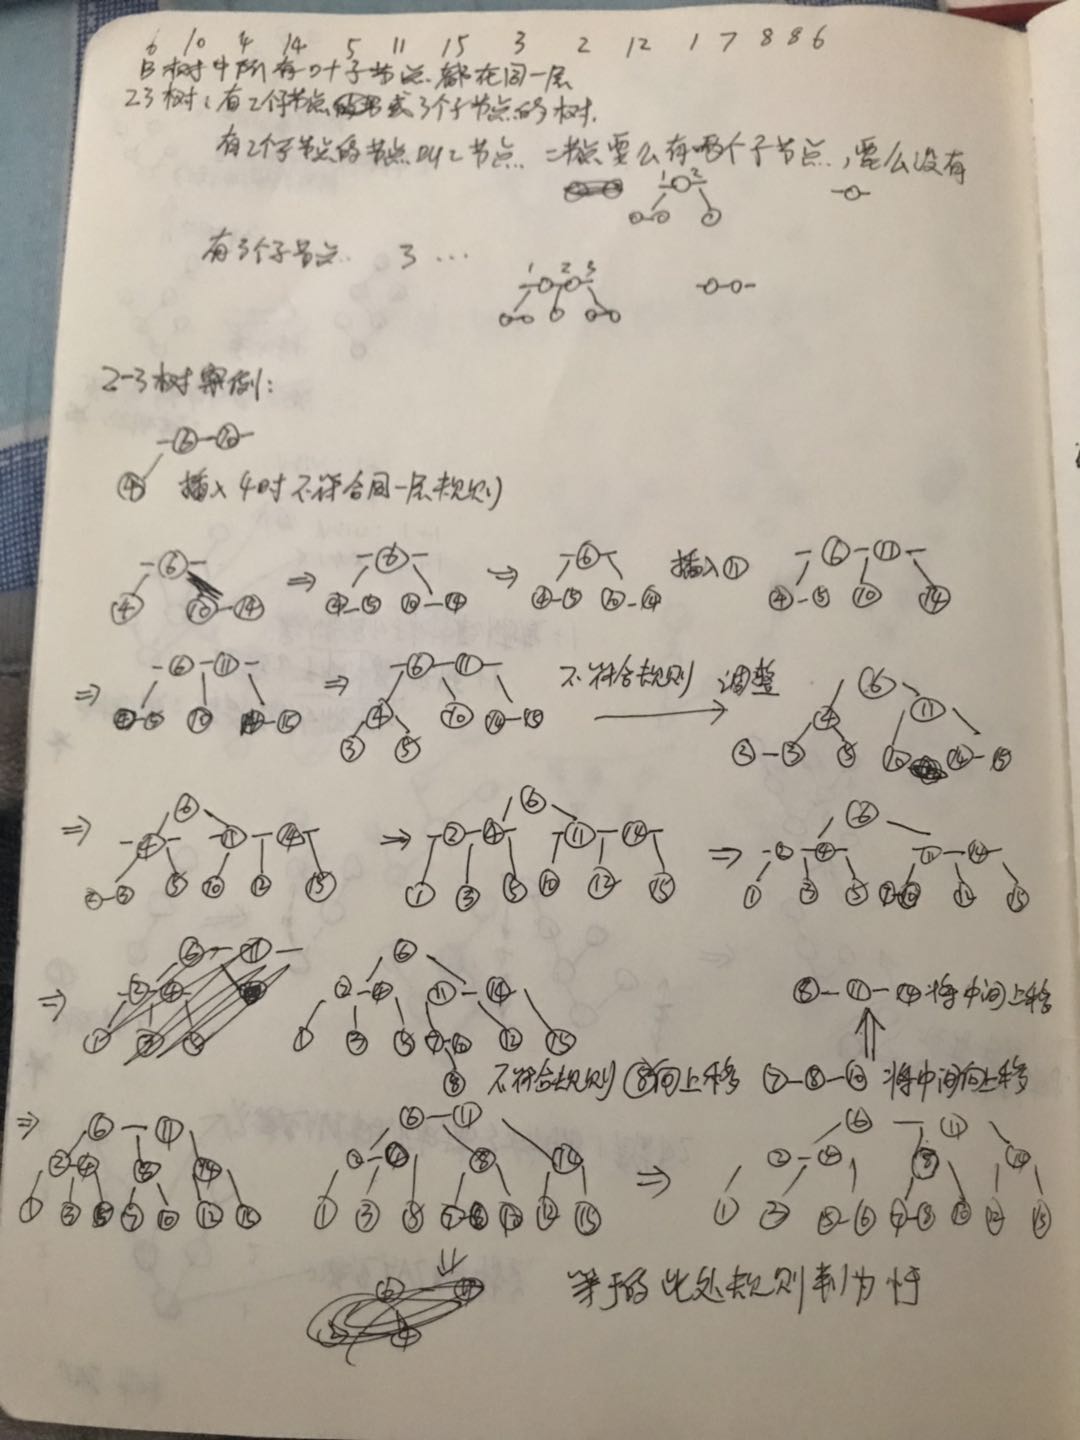 6 10 4 14 5 11 15 3 2 12 1 7 8 8 6
B树中所有叶子节点都在同一层
23树：有2个子节点或3个子节点的树.
有2个子节点的节点叫2节点. 二节点要么有两个子节点，要么没有
1 2
有3个子节点. 3 ...
1 2 3
2-3树案例：
6 10
4 插入4时不符合同一层规则
6 ⇒ 6 ⇒ 6 插入11 6 11
4 10 14 4 5 10 14 4 5 10 14 4 5 10 14
⇒ 6 11 ⇒ 6 11 不符合规则 调整 6
4 5 10 14 15 4 10 14 15 4 11
3 5 2 3 5 10 14 15
⇒ 6 ⇒ 6 ⇒ 6
4 11 14 2 4 11 14 2 4 11 14
2 3 5 10 12 15 1 3 5 10 12 15 1 3 5 7 10 12 15
⇒ 6
2 4 11 14 8-11-14 将中间上移
1 3 5 7 10 12 15
8 不符合规则 8向上移 7-8-10 将中间向上移
⇒ 6 11 6 11 ⇒ 6 11
2 4 8 14 2 4 8 14 2 4 8 14
1 3 5 7 10 12 15 1 3 5 7 8 10 12 15 1 3 5 6 7 8 10 12 15
等于的此处规则判为